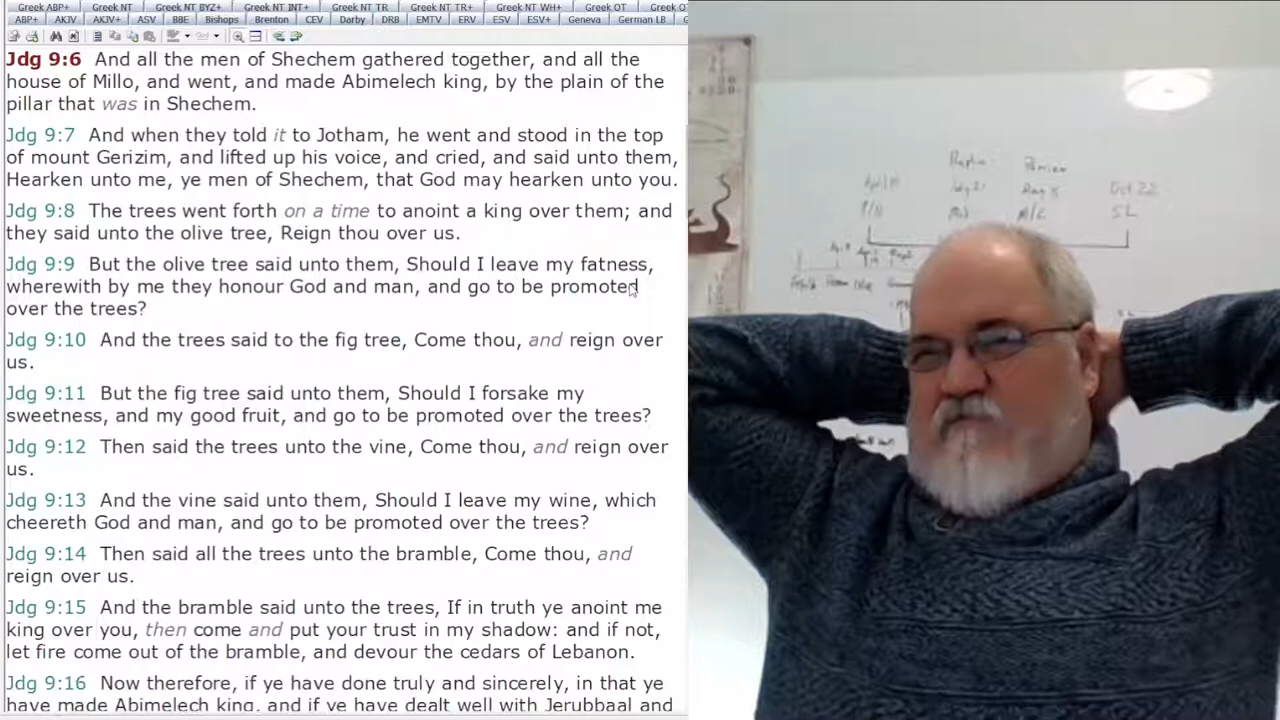 Greek ABP+ Greek NT Greek NT BYZ+ Greek NT INT+ Greek NT TR Greek NT TR+ Greek NT WH+ Greek OT Greek O
ABP+ AKJV AKJV+ ASV BBE Bishops Brenton CEV Darby DRB EMTV ERV ESV ESV+ Geneva German LB
Jdg 9:6 And all the men of Shechem gathered together, and all the
house of Millo, and went, and made Abimelech king, by the plain of the
pillar that was in Shechem.
Jdg 9:7 And when they told it to Jotham, he went and stood in the top
of mount Gerizim, and lifted up his voice, and cried, and said unto them,
Hearken unto me, ye men of Shechem, that God may hearken unto you.
Jdg 9:8 The trees went forth on a time to anoint a king over them; and
they said unto the olive tree, Reign thou over us.
Jdg 9:9 But the olive tree said unto them, Should I leave my fatness,
wherewith by me they honour God and man, and go to be promoted
over the trees?
Jdg 9:10 And the trees said to the fig tree, Come thou, and reign over
us.
Jdg 9:11 But the fig tree said unto them, Should I forsake my
sweetness, and my good fruit, and go to be promoted over the trees?
Jdg 9:12 Then said the trees unto the vine, Come thou, and reign over
us.
Jdg 9:13 And the vine said unto them, Should I leave my wine, which
cheereth God and man, and go to be promoted over the trees?
Jdg 9:14 Then said all the trees unto the bramble, Come thou, and
reign over us.
Jdg 9:15 And the bramble said unto the trees, If in truth ye anoint me
king over you, then come and put your trust in my shadow: and if not,
let fire come out of the bramble, and devour the cedars of Lebanon.
Jdg 9:16 Now therefore, if ye have done truly and sincerely, in that ye
have made Abimelech king, and if ye have dealt well with Jerubbaal and
Oct 22